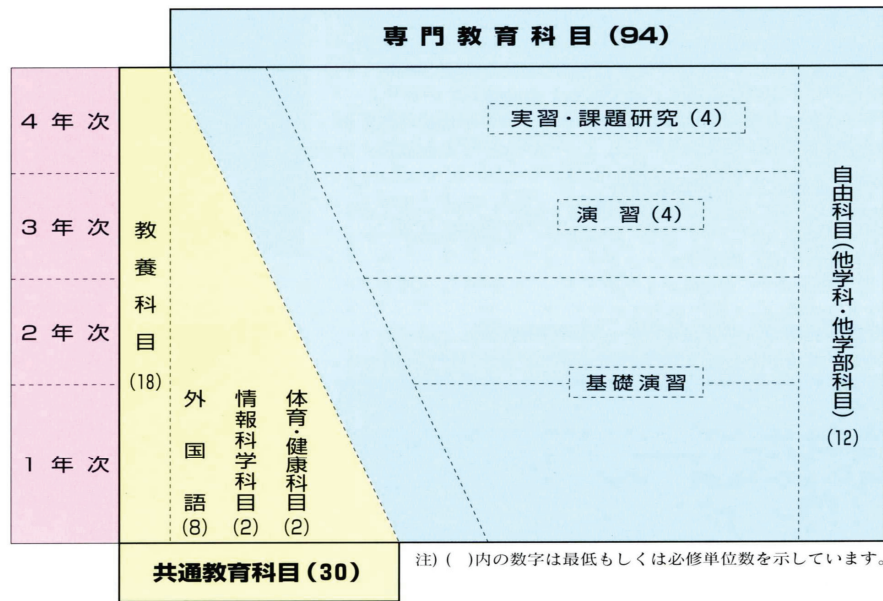 専門教育科目(94)
4年次
3年次
2年次
1年次
教養科目(18)
外国語(8)
情報科学科目(2)
体育・健康科目(2)
実習・課題研究(4)
演習(4)
基礎演習
自由科目(他学科・他学部科目)(12)
共通教育科目(30)
注) ( )内の数字は最低もしくは必修単位数を示しています。